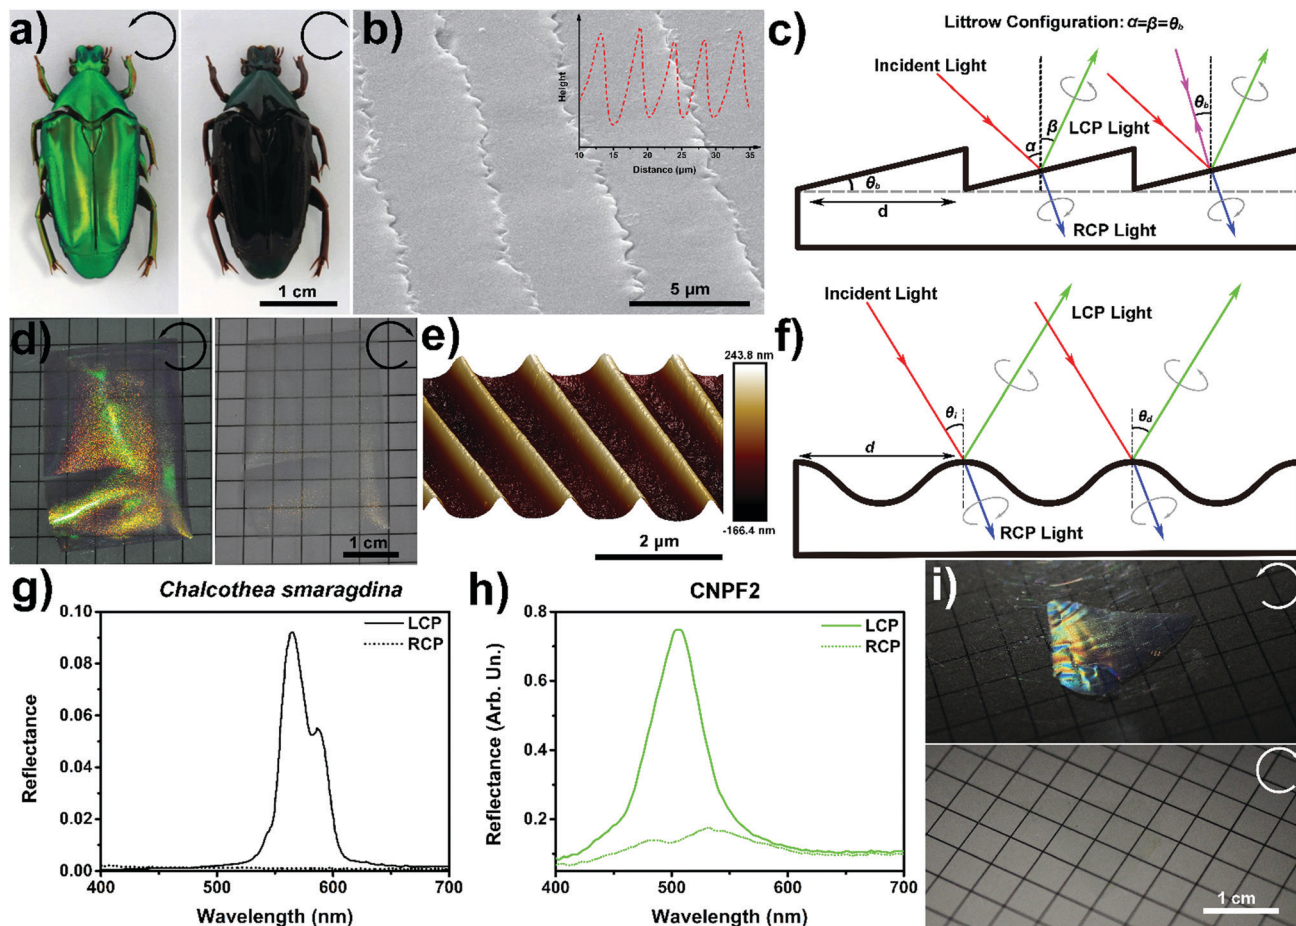 a)
1 cm
b)
Height
10 15 20 25 30 35
Distance (µm)
5 µm
c)
Littrow Configuration: α=β=θb
Incident Light
LCP Light
α
β
θb
θb
d
RCP Light
d)
1 cm
e)
243.8 nm
-166.4 nm
2 µm
f)
Incident Light
LCP Light
θi
θd
d
RCP Light
g)
Chalcothea smaragdina
LCP
RCP
Reflectance
0.10
0.08
0.06
0.04
0.02
0.00
400 500 600 700
Wavelength (nm)
h)
CNPF2
LCP
RCP
Reflectance (Arb. Un.)
0.8
0.6
0.4
0.2
400 500 600 700
Wavelength (nm)
i)
1 cm